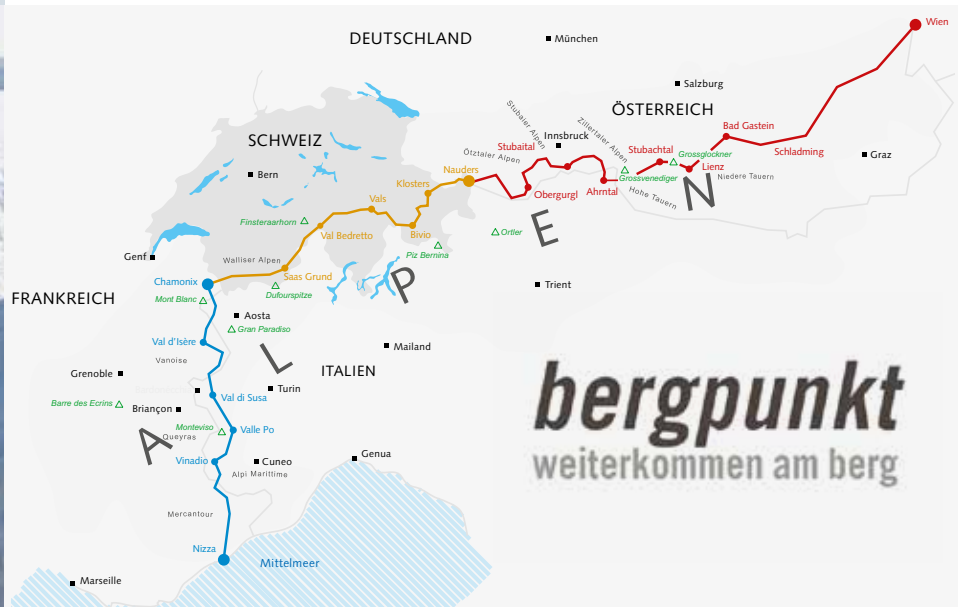 Wien
DEUTSCHLAND
München
Salzburg
ÖSTERREICH
Stubaier Alpen
Zillertaler Alpen
Innsbruck
Bad Gastein
SCHWEIZ
Stubaital
Stubachtal
Grossglockner
Schladming
Graz
Ötztaler Alpen
Lienz
Bern
Nauders
Klosters
Grossvenediger
Niedere Tauern
Obergurgl
Ahrntal
Hohe Tauern
Vals
N
Finsteraarhorn
Val Bedretto
Bivio
E
Ortler
Piz Bernina
Genf
Walliser Alpen
Saas Grund
Chamonix
P
Dufourspitze
Trient
FRANKREICH
Mont Blanc
Aosta
Gran Paradiso
Val d'Isère
L
Mailand
Vanoise
ITALIEN
Grenoble
Turin
Val di Susa
Barre des Ecrins
Briançon
Monteviso
Valle Po
A
Queyras
Vinadio
Cuneo
Genua
Alpi Marittime
Mercantour
Nizza
Mittelmeer
Marseille
bergpunkt
weiterkommen am berg